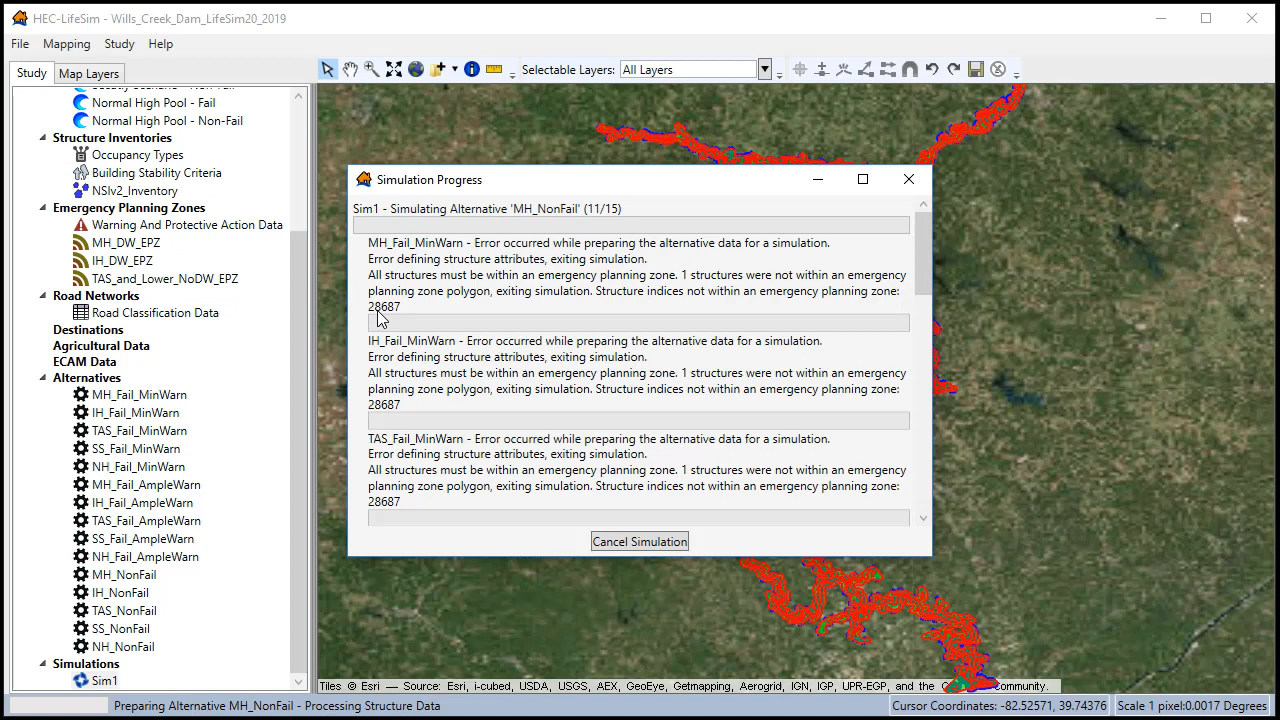 HEC-LifeSim - Wills_Creek_Dam_LifeSim20_2019
File Mapping Study Help
Study Map Layers
Selectable Layers: All Layers
Normal High Pool - Fail
Normal High Pool - Non-Fail
Structure Inventories
Occupancy Types
Building Stability Criteria
NSIv2_Inventory
Emergency Planning Zones
Warning And Protective Action Data
MH_DW_EPZ
IH_DW_EPZ
TAS_and_Lower_NoDW_EPZ
Road Networks
Road Classification Data
Destinations
Agricultural Data
ECAM Data
Alternatives
MH_Fail_MinWarn
IH_Fail_MinWarn
TAS_Fail_MinWarn
SS_Fail_MinWarn
NH_Fail_MinWarn
MH_Fail_AmpleWarn
IH_Fail_AmpleWarn
TAS_Fail_AmpleWarn
SS_Fail_AmpleWarn
NH_Fail_AmpleWarn
MH_NonFail
IH_NonFail
TAS_NonFail
SS_NonFail
NH_NonFail
Simulations
Sim1
Simulation Progress
Sim1 - Simulating Alternative 'MH_NonFail' (11/15)
MH_Fail_MinWarn - Error occurred while preparing the alternative data for a simulation.
Error defining structure attributes, exiting simulation.
All structures must be within an emergency planning zone. 1 structures were not within an emergency
planning zone polygon, exiting simulation. Structure indices not within an emergency planning zone:
28687
IH_Fail_MinWarn - Error occurred while preparing the alternative data for a simulation.
Error defining structure attributes, exiting simulation.
All structures must be within an emergency planning zone. 1 structures were not within an emergency
planning zone polygon, exiting simulation. Structure indices not within an emergency planning zone:
28687
TAS_Fail_MinWarn - Error occurred while preparing the alternative data for a simulation.
Error defining structure attributes, exiting simulation.
All structures must be within an emergency planning zone. 1 structures were not within an emergency
planning zone polygon, exiting simulation. Structure indices not within an emergency planning zone:
28687
Cancel Simulation
Tiles © Esri — Source: Esri, i-cubed, USDA, USGS, AEX, GeoEye, Getmapping, Aerogrid, IGN, IGP, UPR-EGP, and the community.
Preparing Alternative MH_NonFail - Processing Structure Data
Cursor Coordinates: -82.52571, 39.74376
Scale 1 pixel:0.0017 Degrees